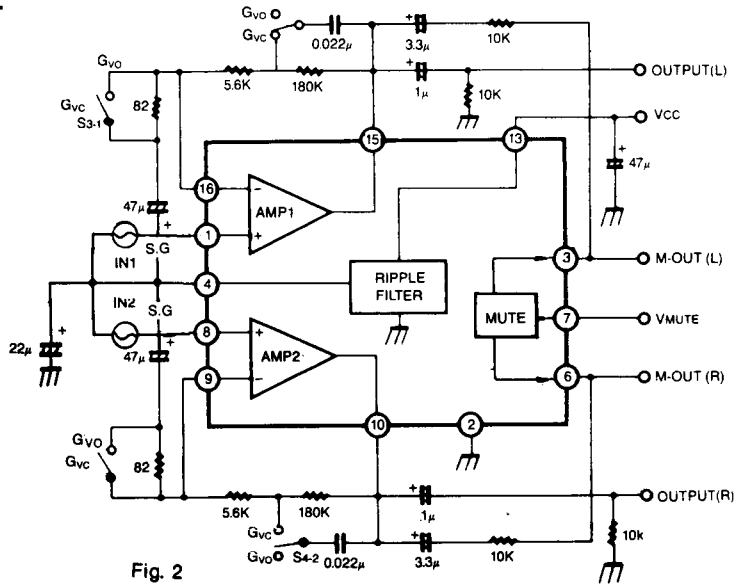 GVO
GVC
0.022μ
3.3μ
10K
GVO
GVC
S3-1
82
5.6K
180K
1μ
10K
OUTPUT(L)
VCC
47μ
15
13
16
AMP1
47μ
1
S.G
IN1
4
RIPPLE
FILTER
3
M-OUT (L)
IN2
S.G
MUTE
7
VMUTE
22μ
47μ
8
AMP2
9
6
M-OUT (R)
10
2
GVO
GVC
82
5.6K
180K
1μ
OUTPUT(R)
GVC
GVO
S4-2
0.022μ
3.3μ
10K
10k
Fig. 2